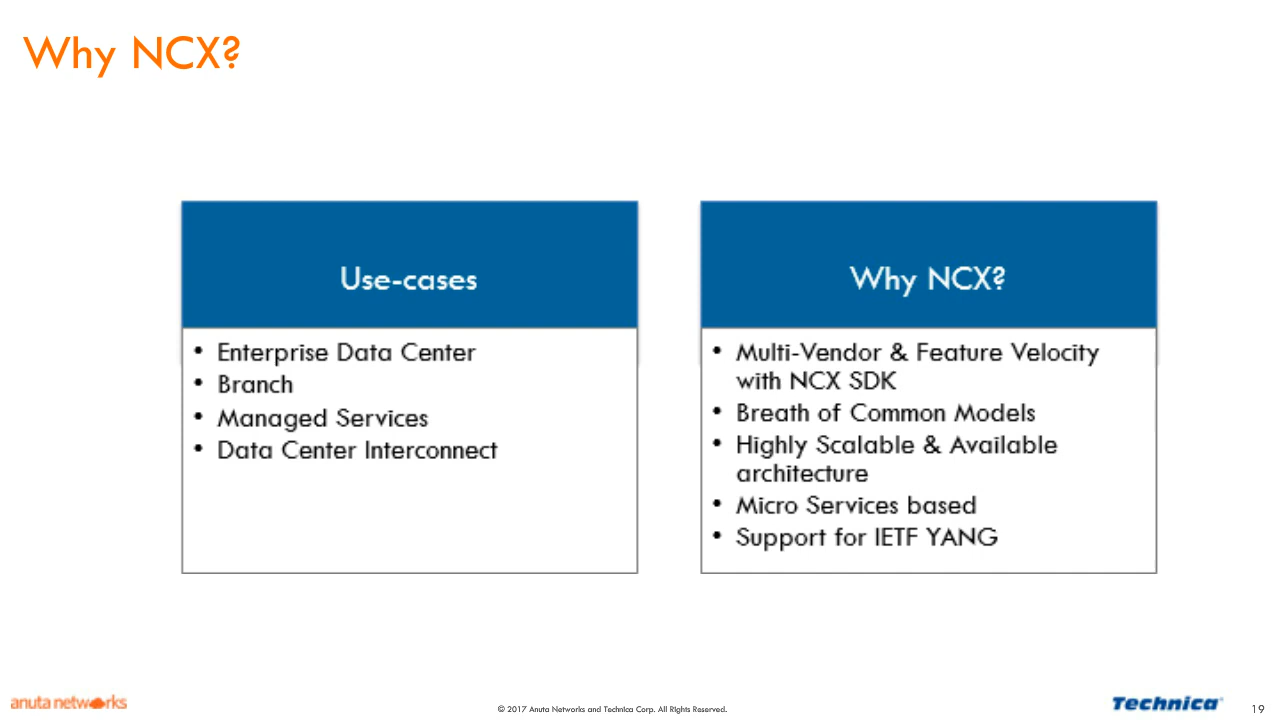 Why NCX?
Use-cases
• Enterprise Data Center
• Branch
• Managed Services
• Data Center Interconnect
Why NCX?
• Multi-Vendor & Feature Velocity
with NCX SDK
• Breath of Common Models
• Highly Scalable & Available
architecture
• Micro Services based
• Support for IETF YANG
anuta networks
© 2017 Anuta Networks and Technica Corp. All Rights Reserved.
Technica
19